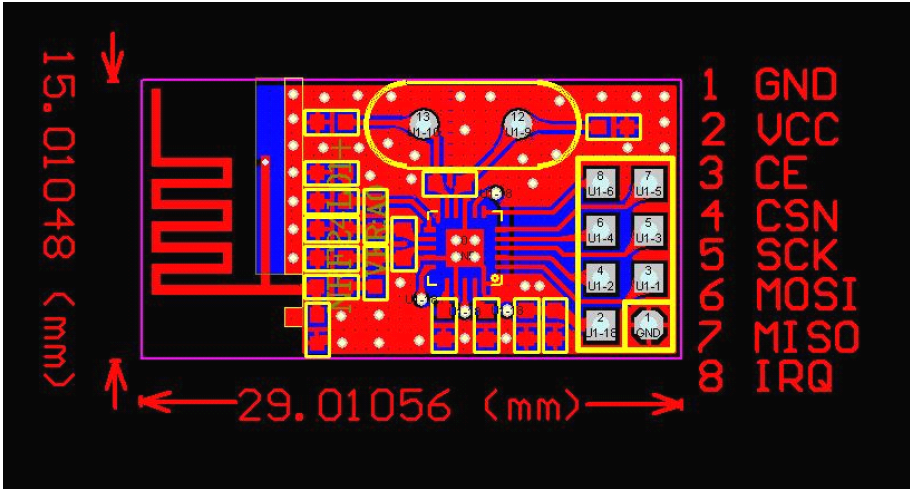 15.01048 (mm)
29.01056 (mm)
1 GND
2 VCC
3 CE
4 CSN
5 SCK
6 MOSI
7 MISO
8 IRQ
13
U1-10
12
U1-9
8
U1-6
7
U1-5
6
U1-4
5
U1-3
4
U1-2
3
U1-1
2
U1-18
1
GND